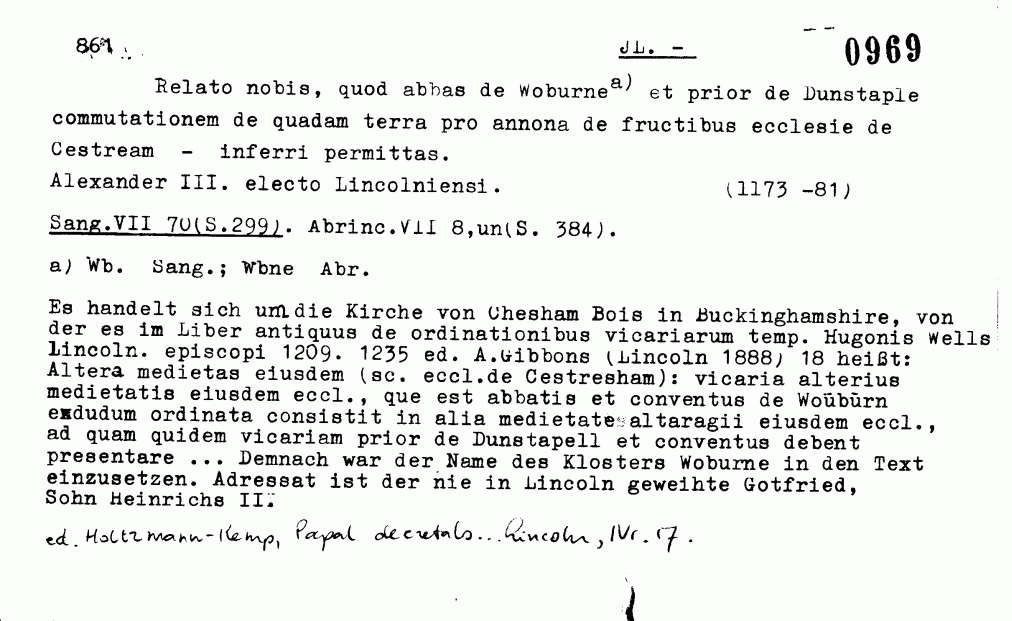 861 JL. - 0969
Relato nobis, quod abbas de Woburne a) et prior de Dunstaple
commutationem de quadam terra pro annona de fructibus ecclesie de
Cestream - inferri permittas.
Alexander III. electo Lincolniensi. (1173 -81)
Sang.VII 70(S.299). Abrinc.VII 8,un(S. 384).
a) Wb. Sang.; Wbne Abr.
Es handelt sich um die Kirche von Chesham Bois in Buckinghamshire, von
der es im Liber antiquus de ordinationibus vicariarum temp. Hugonis Wells
Lincoln. episcopi 1209. 1235 ed. A.Gibbons (Lincoln 1888) 18 heißt:
Altera medietas eiusdem (sc. eccl.de Cestresham): vicaria alterius
medietatis eiusdem eccl., que est abbatis et conventus de Woūbūrn
exdudum ordinata consistit in alia medietate altaragii eiusdem eccl.,
ad quam quidem vicariam prior de Dunstapell et conventus debent
presentare ... Demnach war der Name des Klosters Woburne in den Text
einzusetzen. Adressat ist der nie in Lincoln geweihte Gotfried,
Sohn Heinrichs II.
ed. Holtzmann-Kemp, Papal decretals... Lincoln, Nr. 17.